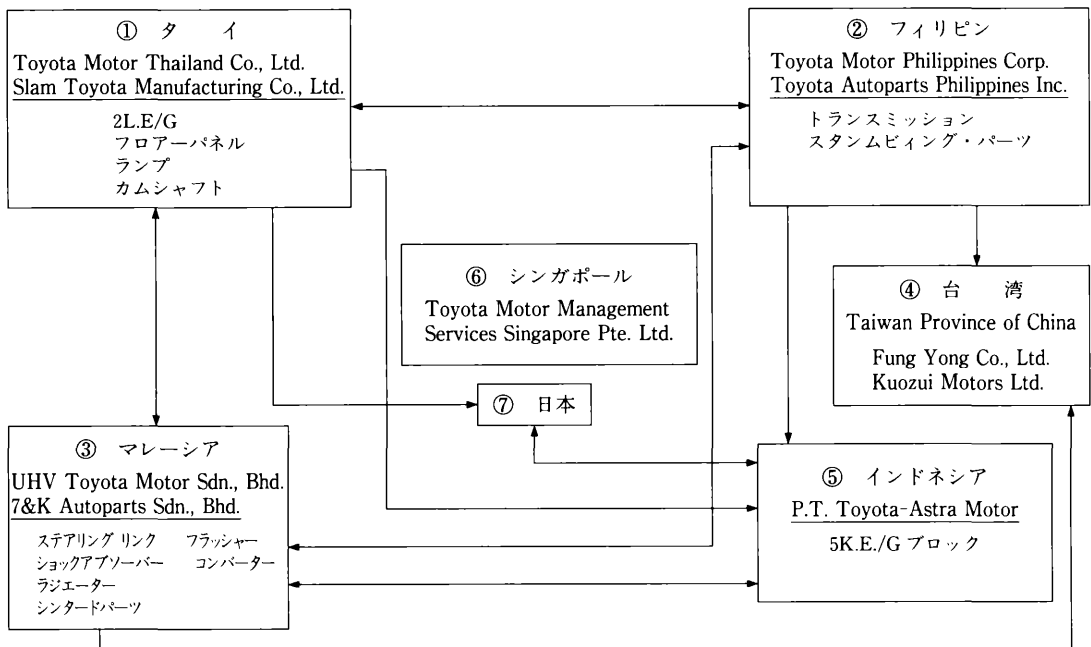 ① タ イ
Toyota Motor Thailand Co., Ltd.
Slam Toyota Manufacturing Co., Ltd.
2L.E/G
フロアーパネル
ランプ
カムシャフト
② フィリピン
Toyota Motor Philippines Corp.
Toyota Autoparts Philippines Inc.
トランスミッション
スタンムビィング・パーツ
⑥ シンガポール
Toyota Motor Management
Services Singapore Pte. Ltd.
④ 台 湾
Taiwan Province of China
Fung Yong Co., Ltd.
Kuozui Motors Ltd.
⑦ 日本
③ マレーシア
UHV Toyota Motor Sdn., Bhd.
7&K Autoparts Sdn., Bhd.
ステアリング リンク フラッシャー
ショックアブソーバー コンバーター
ラジエーター
シンタードパーツ
⑤ インドネシア
P.T. Toyota-Astra Motor
5K.E./G ブロック